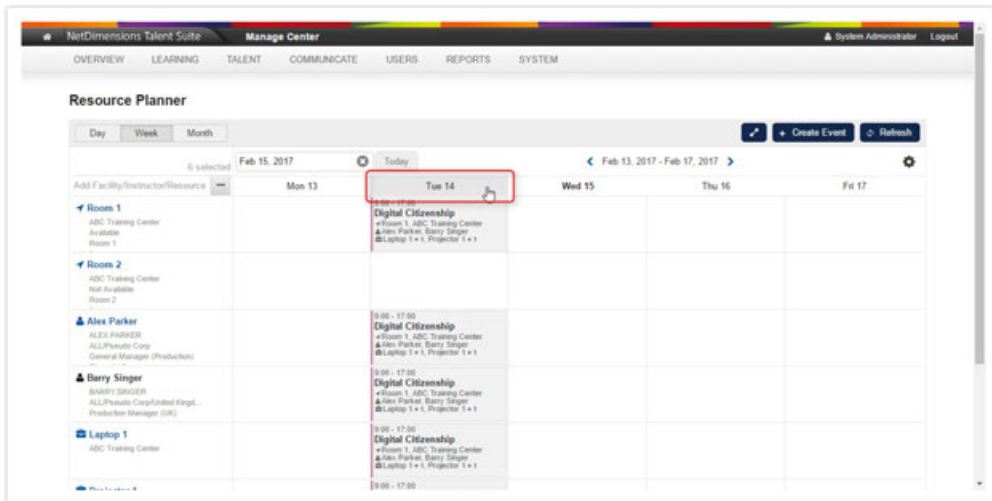 NetDimensions Talent Suite Manage Center System Administrator Logout
OVERVIEW LEARNING TALENT COMMUNICATE USERS REPORTS SYSTEM
Resource Planner
Day Week Month + Create Event Refresh
6 selected Feb 15, 2017 Today Feb 13, 2017 - Feb 17, 2017
Add Facility/Instructor/Resource ... Mon 13 Tue 14 Wed 15 Thu 16 Fri 17
Room 1
ABC Training Center
Available
Room 1
9:00 - 17:00
Digital Citizenship
Room 1, ABC Training Center
Alex Parker, Barry Singer
Laptop 1 × 1, Projector 1 × 1
Room 2
ABC Training Center
Not Available
Room 2
Alex Parker
ALEX.PARKER
ALL/Pseudo Corp
General Manager (Production)
9:00 - 17:00
Digital Citizenship
Room 1, ABC Training Center
Alex Parker, Barry Singer
Laptop 1 × 1, Projector 1 × 1
Barry Singer
BARRY.SINGER
ALL/Pseudo Corp/United Kingd...
Production Manager (UK)
9:00 - 17:00
Digital Citizenship
Room 1, ABC Training Center
Alex Parker, Barry Singer
Laptop 1 × 1, Projector 1 × 1
Laptop 1
ABC Training Center
9:00 - 17:00
Digital Citizenship
Room 1, ABC Training Center
Alex Parker, Barry Singer
Laptop 1 × 1, Projector 1 × 1
9:00 - 17:00